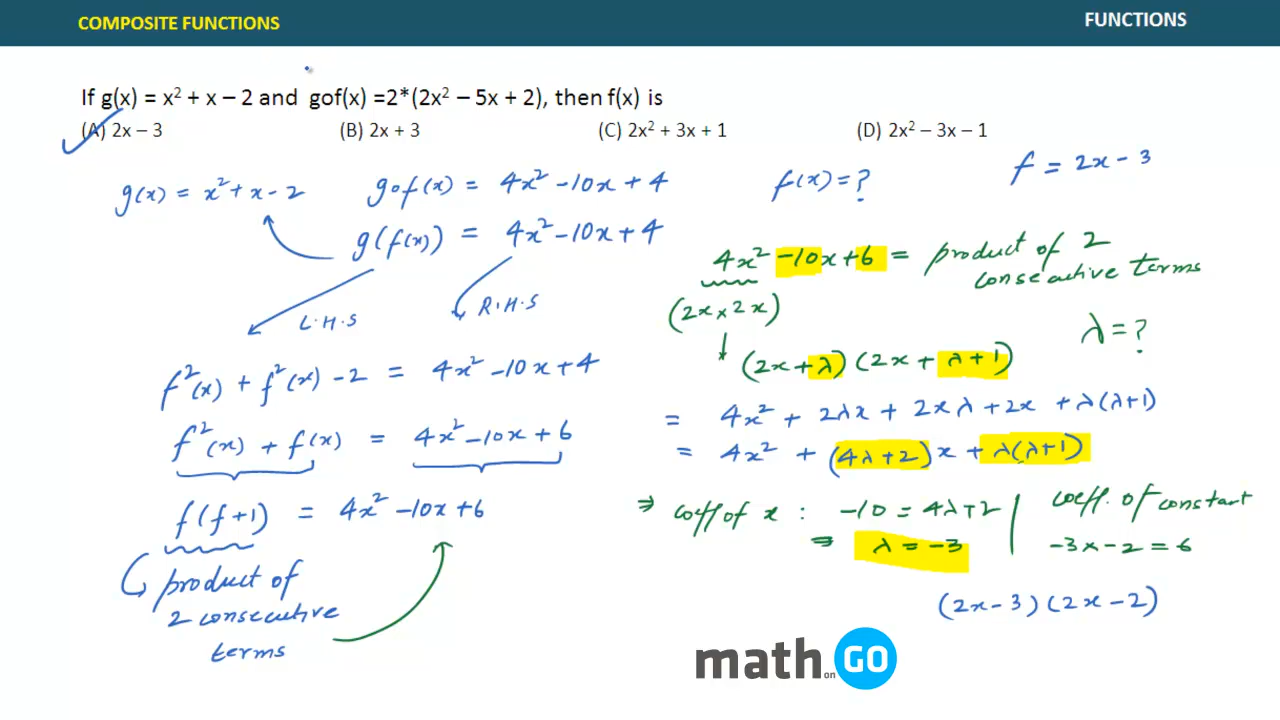 COMPOSITE FUNCTIONS
FUNCTIONS
If g(x) = x² + x – 2 and gof(x) =2*(2x² – 5x + 2), then f(x) is
(A) 2x – 3 (B) 2x + 3 (C) 2x² + 3x + 1 (D) 2x² – 3x – 1
g(x) = x² + x - 2
gof(x) = 4x² - 10x + 4
f(x) = ?
f = 2x - 3
g(f(x)) = 4x² - 10x + 4
L.H.S
R.H.S
f²(x) + f²(x) - 2 = 4x² - 10x + 4
f²(x) + f(x) = 4x² - 10x + 6
f(f+1) = 4x² - 10x + 6
product of
2 consecutive
terms
4x² - 10x + 6 = product of 2
consecutive terms
(2x × 2x)
λ = ?
(2x + λ) (2x + λ + 1)
= 4x² + 2λx + 2xλ + 2x + λ(λ+1)
= 4x² + (4λ+2)x + λ(λ+1)
⇒ coeff of x : -10 = 4λ+2
⇒ λ = -3
coeff. of constant
-3x-2 = 6
(2x - 3) (2x - 2)
math on GO